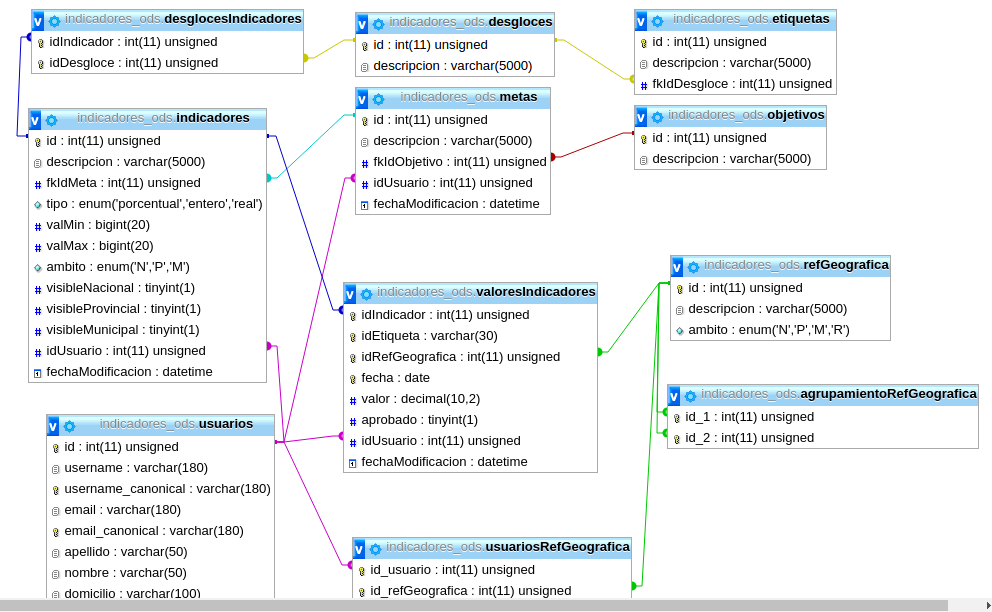 indicadores_ods.desglocesIndicadores
idIndicador : int(11) unsigned
idDesgloce : int(11) unsigned
indicadores_ods.desgloces
id : int(11) unsigned
descripcion : varchar(5000)
indicadores_ods.etiquetas
id : int(11) unsigned
descripcion : varchar(5000)
fkIdDesgloce : int(11) unsigned
indicadores_ods.indicadores
id : int(11) unsigned
descripcion : varchar(5000)
fkIdMeta : int(11) unsigned
tipo : enum('porcentual','entero','real')
valMin : bigint(20)
valMax : bigint(20)
ambito : enum('N','P','M')
visibleNacional : tinyint(1)
visibleProvincial : tinyint(1)
visibleMunicipal : tinyint(1)
idUsuario : int(11) unsigned
fechaModificacion : datetime
indicadores_ods.metas
id : int(11) unsigned
descripcion : varchar(5000)
fkIdObjetivo : int(11) unsigned
idUsuario : int(11) unsigned
fechaModificacion : datetime
indicadores_ods.objetivos
id : int(11) unsigned
descripcion : varchar(5000)
indicadores_ods.valoresIndicadores
idIndicador : int(11) unsigned
idEtiqueta : varchar(30)
idRefGeografica : int(11) unsigned
fecha : date
valor : decimal(10,2)
aprobado : tinyint(1)
idUsuario : int(11) unsigned
fechaModificacion : datetime
indicadores_ods.refGeografica
id : int(11) unsigned
descripcion : varchar(5000)
ambito : enum('N','P','M','R')
indicadores_ods.agrupamientoRefGeografica
id_1 : int(11) unsigned
id_2 : int(11) unsigned
indicadores_ods.usuarios
id : int(11) unsigned
username : varchar(180)
username_canonical : varchar(180)
email : varchar(180)
email_canonical : varchar(180)
apellido : varchar(50)
nombre : varchar(50)
domicilio : varchar(100)
indicadores_ods.usuariosRefGeografica
id_usuario : int(11) unsigned
id_refGeografica : int(11) unsigned